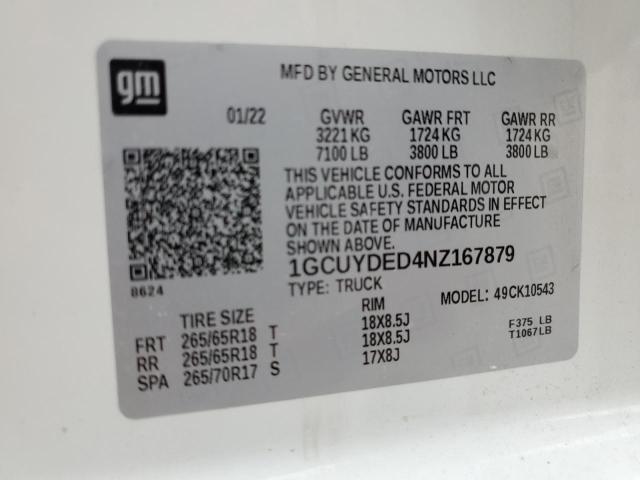 gm
MFD BY GENERAL MOTORS LLC
01/22 GVWR GAWR FRT GAWR RR
3221 KG 1724 KG 1724 KG
7100 LB 3800 LB 3800 LB
THIS VEHICLE CONFORMS TO ALL
APPLICABLE U.S. FEDERAL MOTOR
VEHICLE SAFETY STANDARDS IN EFFECT
ON THE DATE OF MANUFACTURE
SHOWN ABOVE.
1GCUYDED4NZ167879
8624
TYPE: TRUCK MODEL: 49CK10543
TIRE SIZE RIM
FRT 265/65R18 T 18X8.5J
RR 265/65R18 T 18X8.5J
SPA 265/70R17 S 17X8J
F375 LB
T1067LB